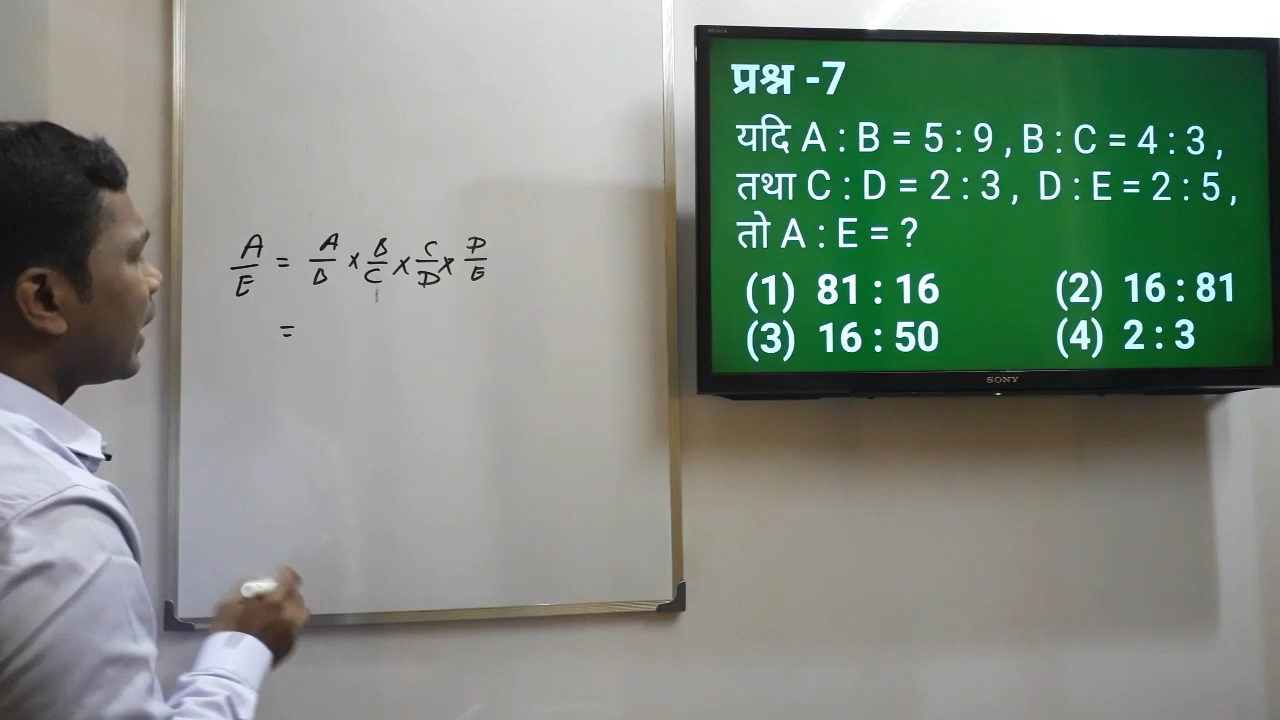 प्रश्न -7
यदि A : B = 5 : 9 , B : C = 4 : 3 ,
तथा C : D = 2 : 3 , D : E = 2 : 5 ,
तो A : E = ?
(1) 81 : 16 (2) 16 : 81
(3) 16 : 50 (4) 2 : 3
SONY
A/E = A/B × B/C × C/D × D/E
=